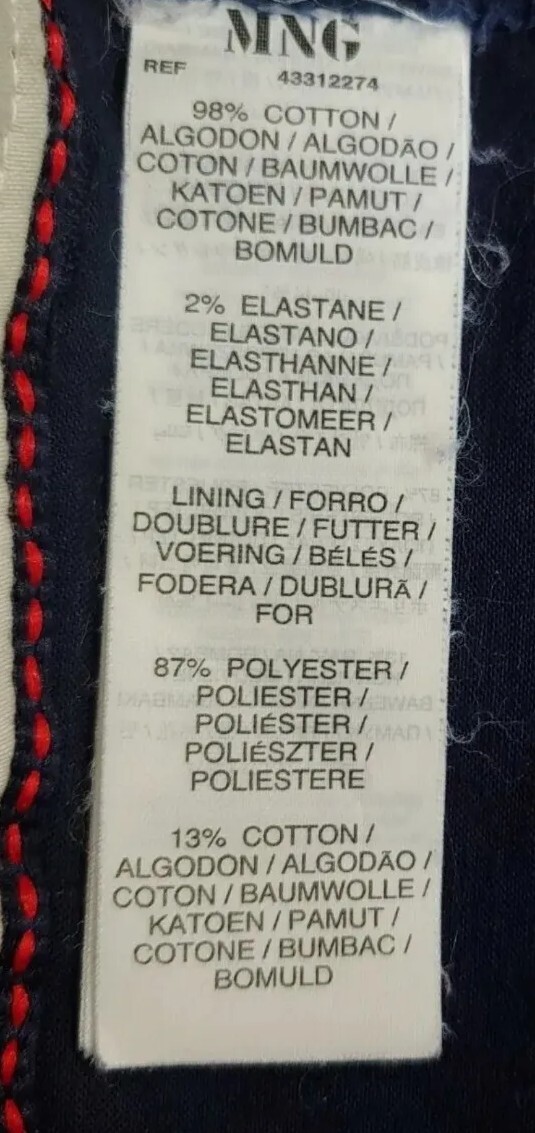 MNG
REF 43312274
98% COTTON /
ALGODON / ALGODÃO /
COTON / BAUMWOLLE /
KATOEN / PAMUT /
COTONE / BUMBAC /
BOMULD
2% ELASTANE /
ELASTANO /
ELASTHANNE /
ELASTHAN /
ELASTOMEER /
ELASTAN
LINING / FORRO /
DOUBLURE / FUTTER /
VOERING / BÉLÉS /
FODERA / DUBLURĂ /
FOR
87% POLYESTER /
POLIESTER /
POLIÉSTER /
POLIÉSZTER /
POLIESTERE
13% COTTON /
ALGODON / ALGODÃO /
COTON / BAUMWOLLE /
KATOEN / PAMUT /
COTONE / BUMBAC /
BOMULD